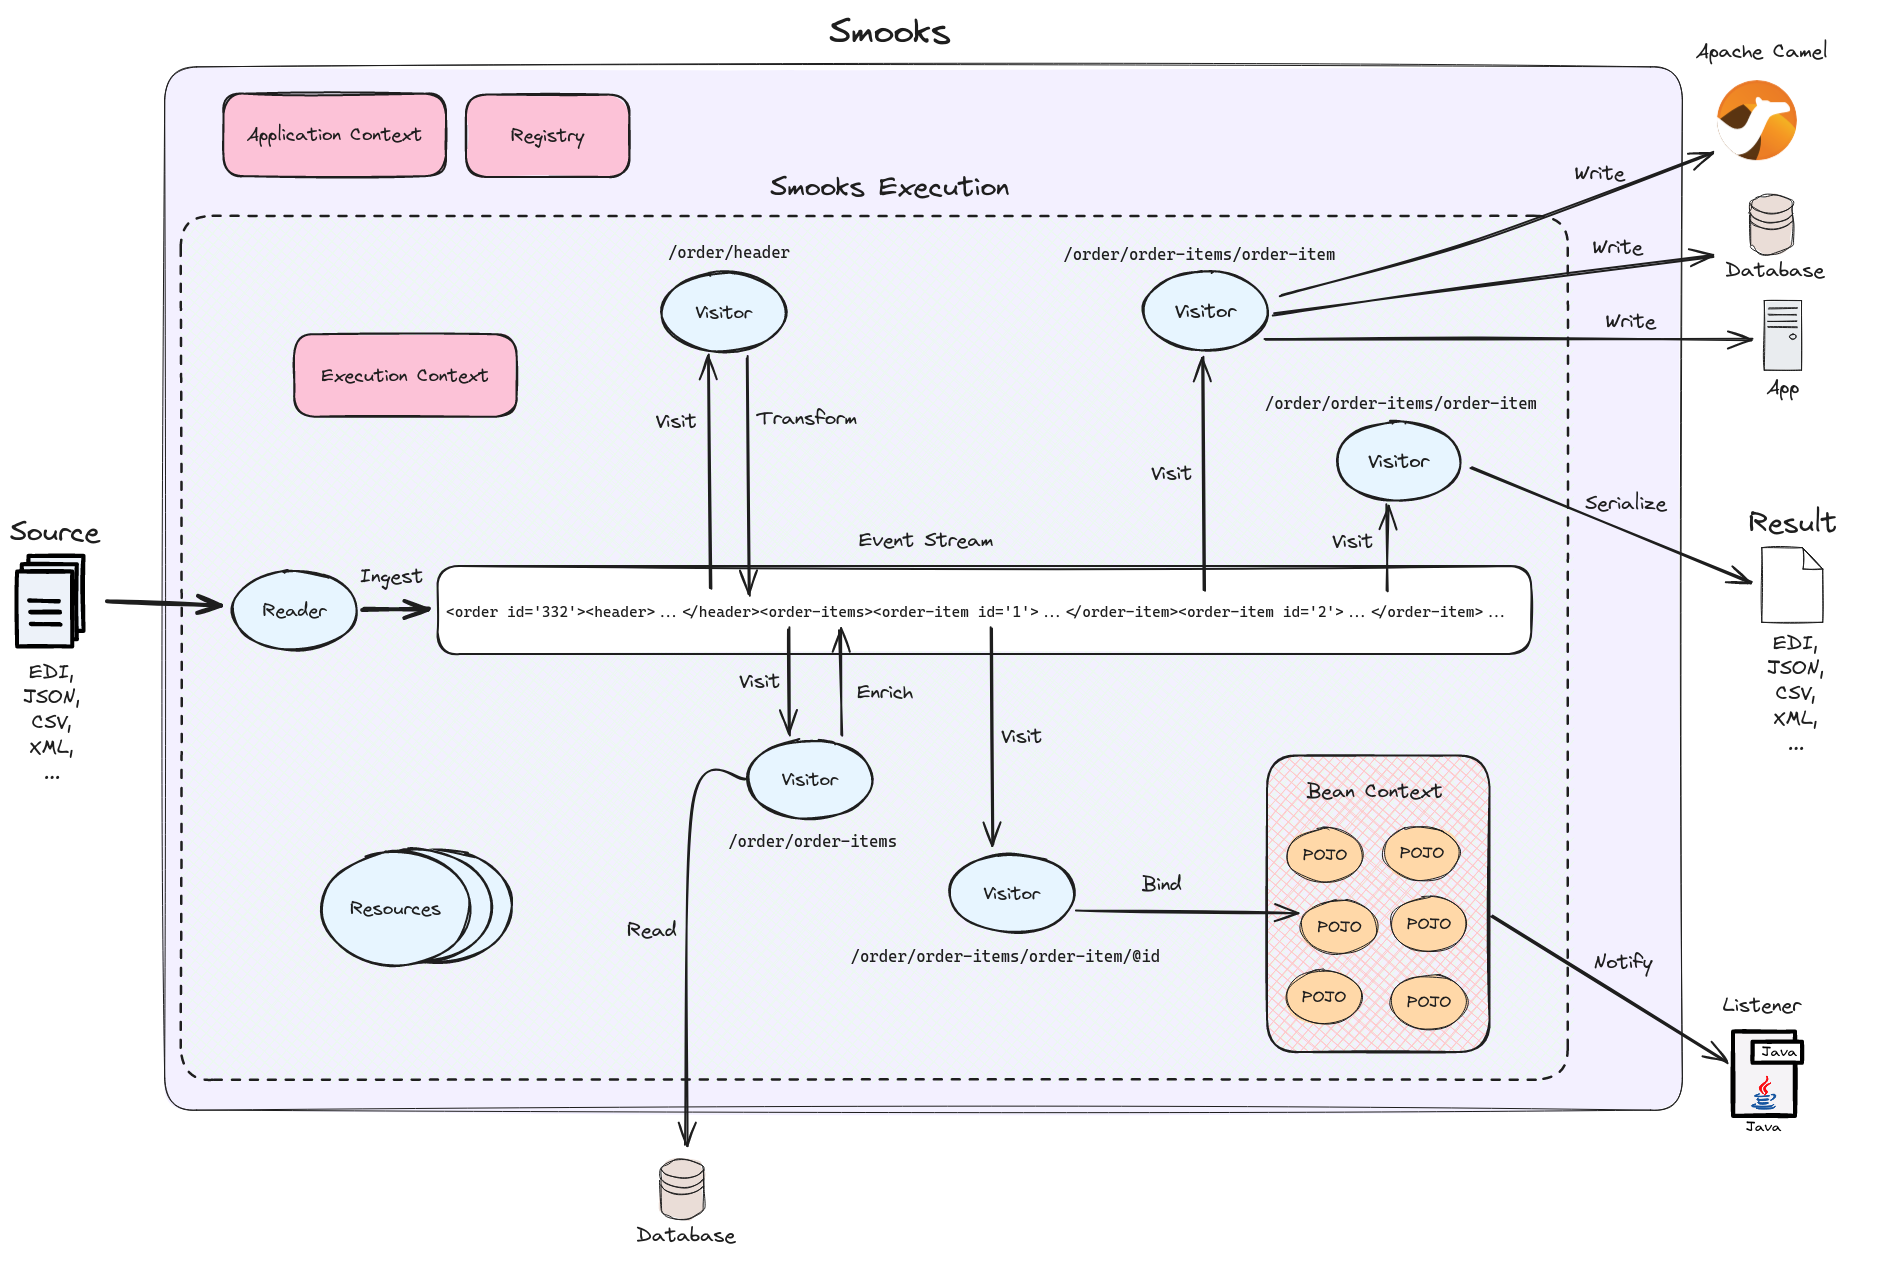 Smooks
Apache Camel
Application Context
Registry
Smooks Execution
Write
/order/header
/order/order-items/order-item
Write
Database
Visitor
Visitor
Write
Execution Context
App
/order/order-items/order-item
Visit
Transform
Visitor
Visit
Serialize
Source
Event Stream
Visit
Result
Ingest
Reader
<order id='332'><header> ... </header><order-items><order-item id='1'> ... </order-item><order-item id='2'> ... </order-item> ...
EDI,
JSON,
CSV,
XML,
...
EDI,
JSON,
CSV,
XML,
...
Visit
Enrich
Visit
Visitor
/order/order-items
Bean Context
POJO
POJO
POJO
POJO
POJO
POJO
Resources
Visitor
Bind
Read
/order/order-items/order-item/@id
Notify
Listener
Java
Java
Database